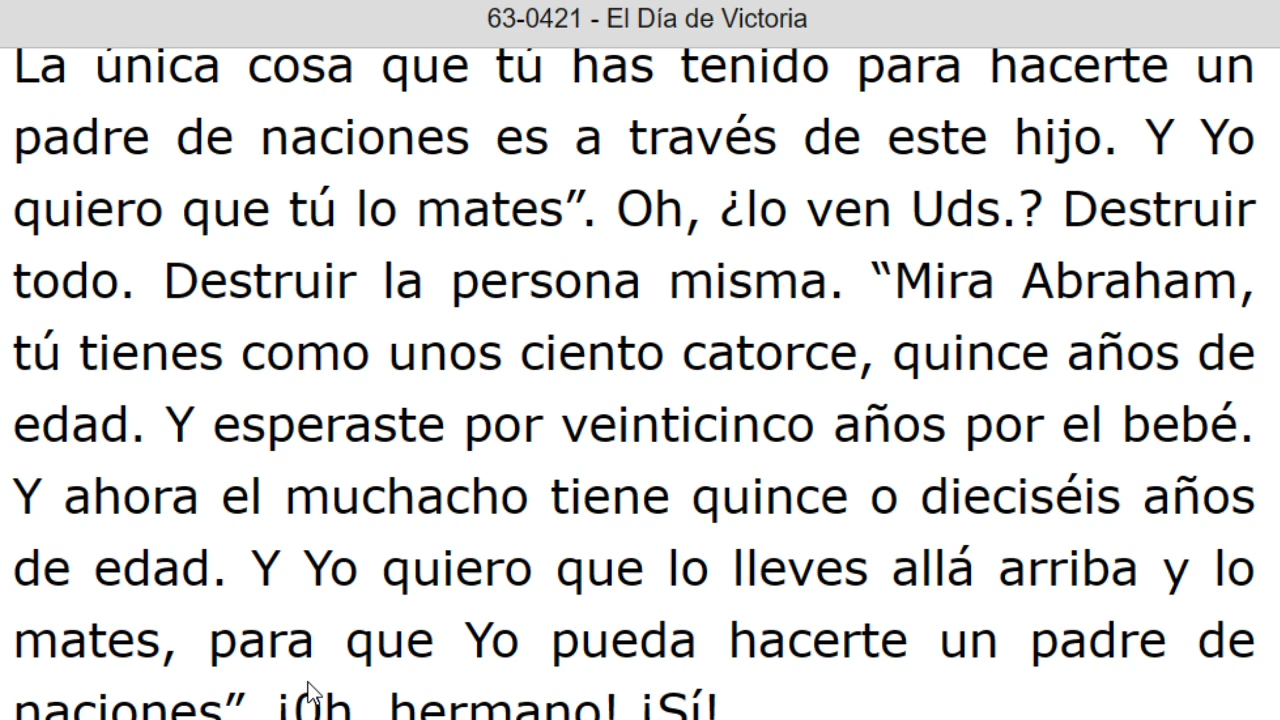 63-0421 - El Día de Victoria
La única cosa que tú has tenido para hacerte un
padre de naciones es a través de este hijo. Y Yo
quiero que tú lo mates”. Oh, ¿lo ven Uds.? Destruir
todo. Destruir la persona misma. “Mira Abraham,
tú tienes como unos ciento catorce, quince años de
edad. Y esperaste por veinticinco años por el bebé.
Y ahora el muchacho tiene quince o dieciséis años
de edad. Y Yo quiero que lo lleves allá arriba y lo
mates, para que Yo pueda hacerte un padre de
naciones”. ¡Oh, hermano! ¡Sí!